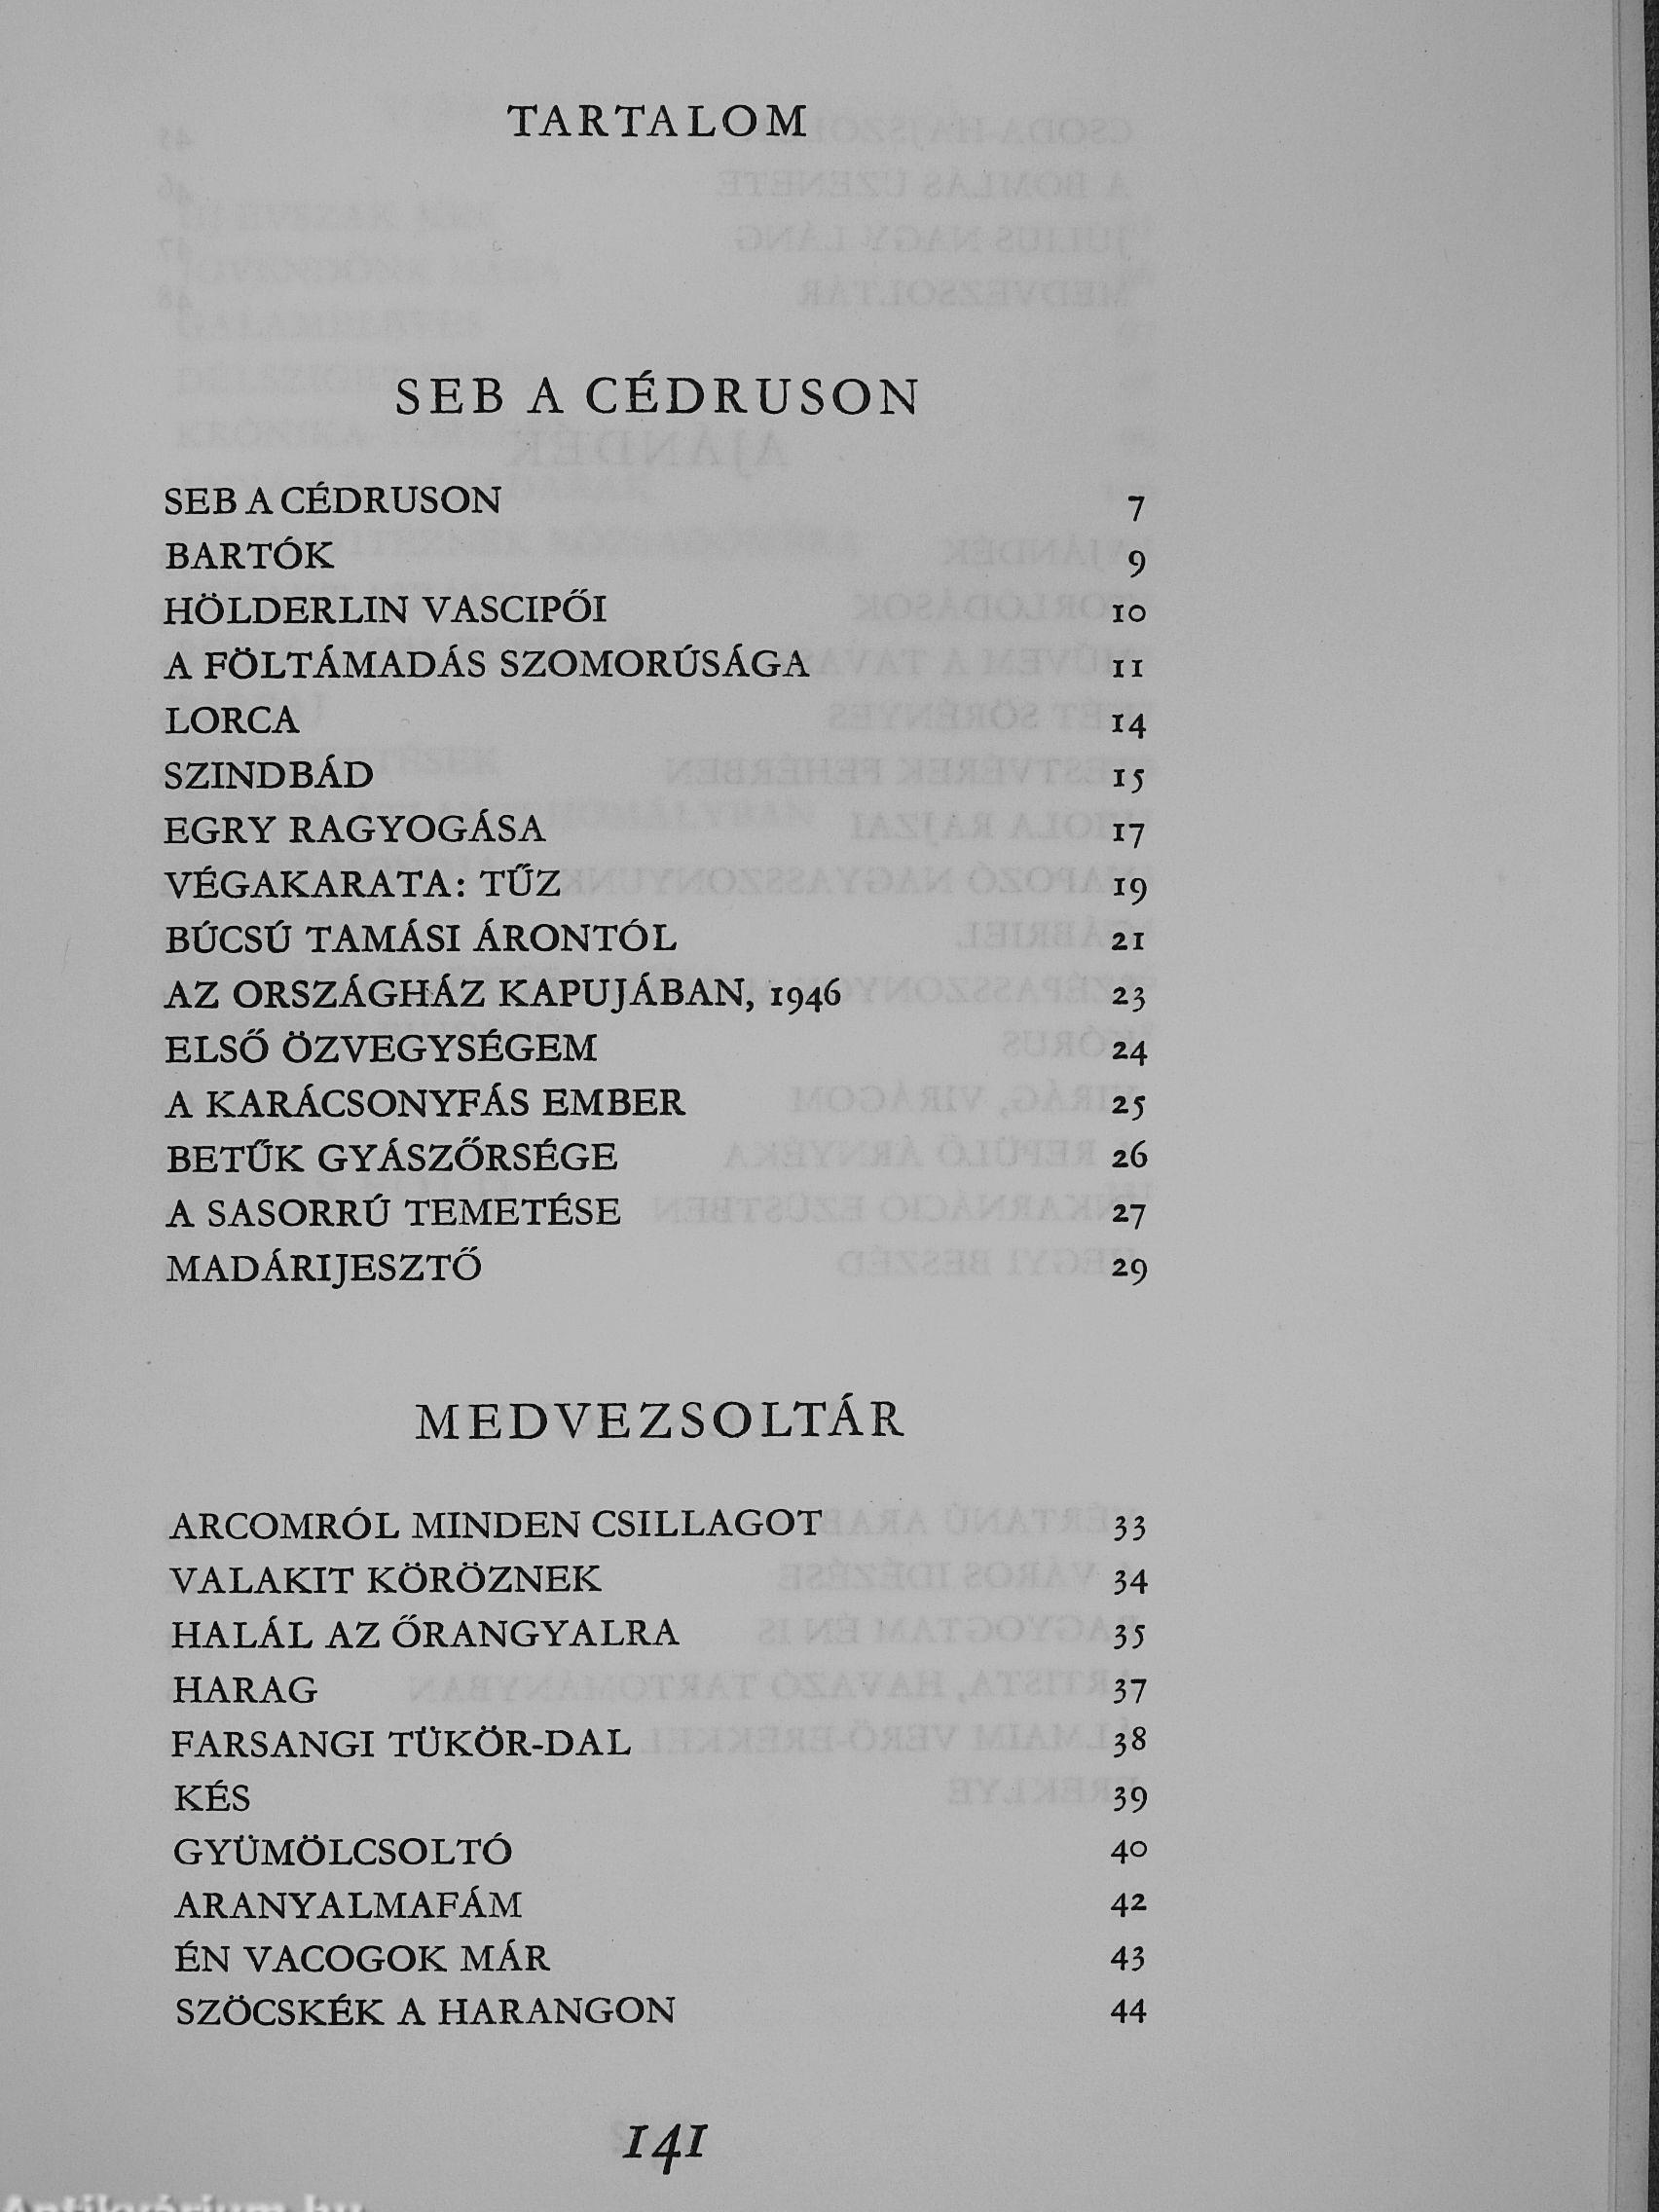 TARTALOM
SEB A CÉDRUSON
SEB A CÉDRUSON 7
BARTÓK 9
HÖLDERLIN VASCIPŐI 10
A FÖLTÁMADÁS SZOMORÚSÁGA 11
LORCA 14
SZINDBÁD 15
EGRY RAGYOGÁSA 17
VÉGAKARATA: TŰZ 19
BÚCSÚ TAMÁSI ÁRONTÓL 21
AZ ORSZÁGHÁZ KAPUJÁBAN, 1946 23
ELSŐ ÖZVEGYSÉGEM 24
A KARÁCSONYFÁS EMBER 25
BETŰK GYÁSZŐRSÉGE 26
A SASORRÚ TEMETÉSE 27
MADÁRIJESZTŐ 29
MEDVEZSOLTÁR
ARCOMRÓL MINDEN CSILLAGOT 33
VALAKIT KÖRÖZNEK 34
HALÁL AZ ŐRANGYALRA 35
HARAG 37
FARSANGI TÜKÖR-DAL 38
KÉS 39
GYÜMÖLCSOLTÓ 40
ARANYALMAFÁM 42
ÉN VACOGOK MÁR 43
SZÖCSKÉK A HARANGON 44
141
Antikvárium.hu